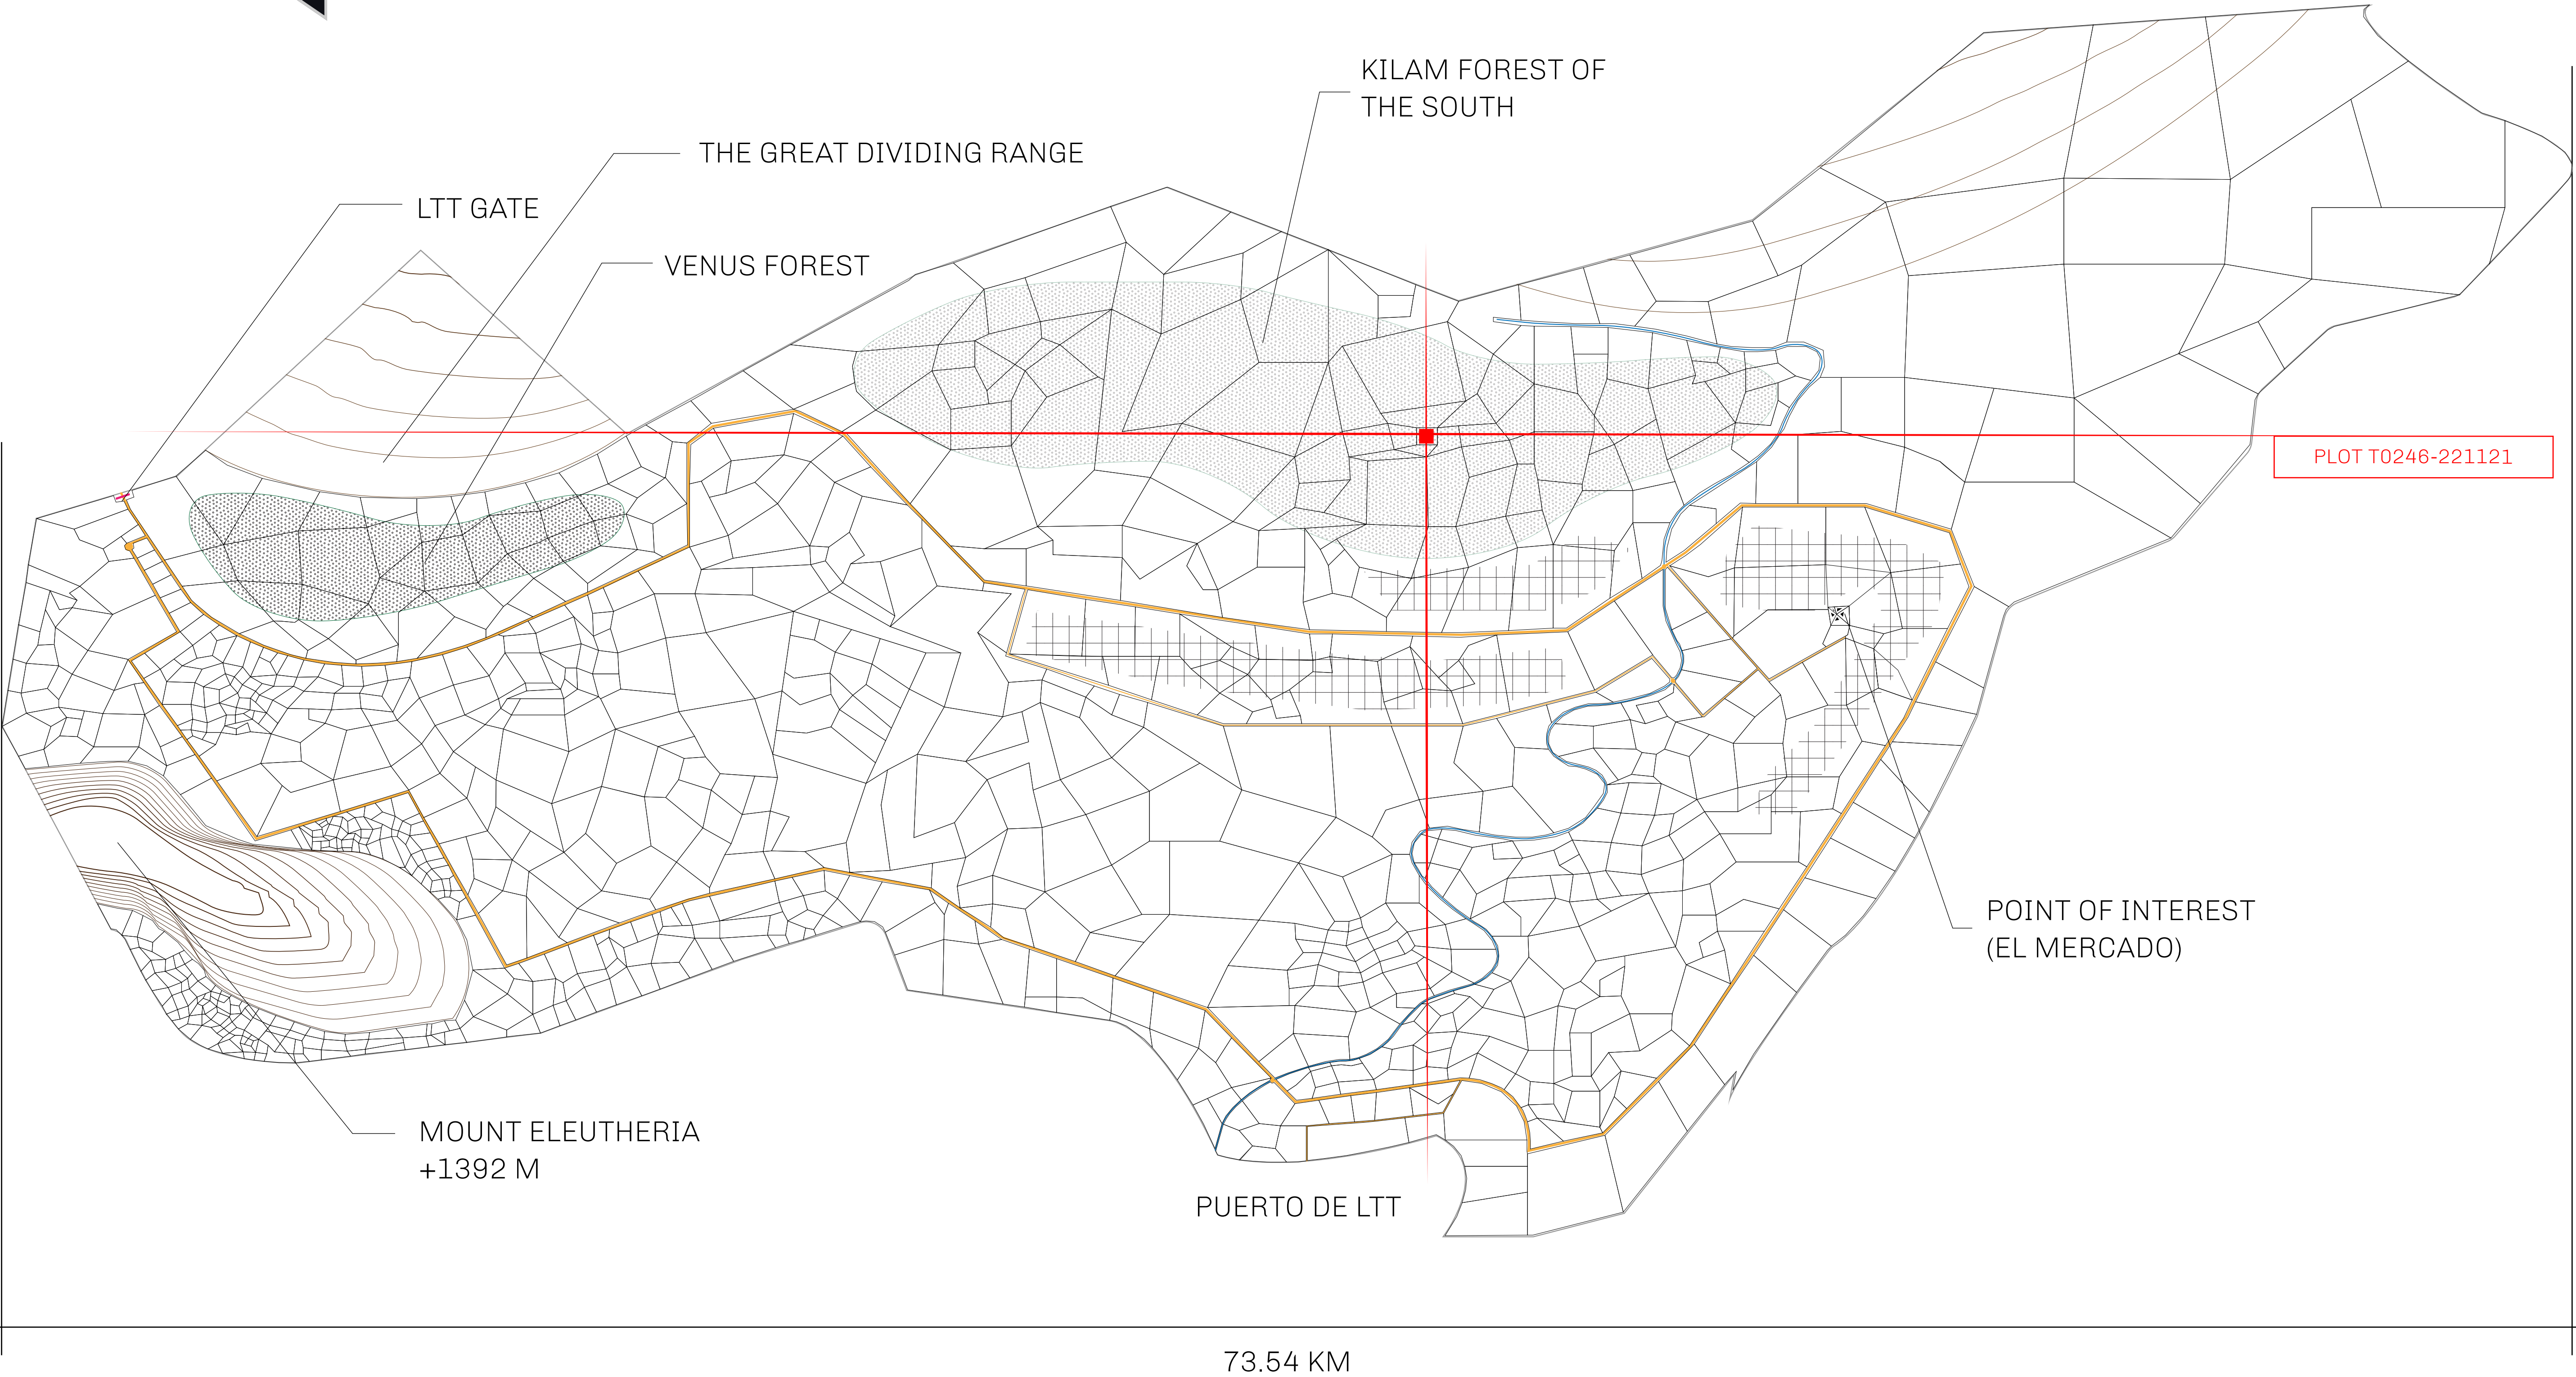 KILAM FOREST OF
THE SOUTH
THE GREAT DIVIDING RANGE
LTT GATE
VENUS FOREST
PLOT T0246-221121
POINT OF INTEREST
(EL MERCADO)
MOUNT ELEUTHERIA
+1392 M
PUERTO DE LTT
73.54 KM